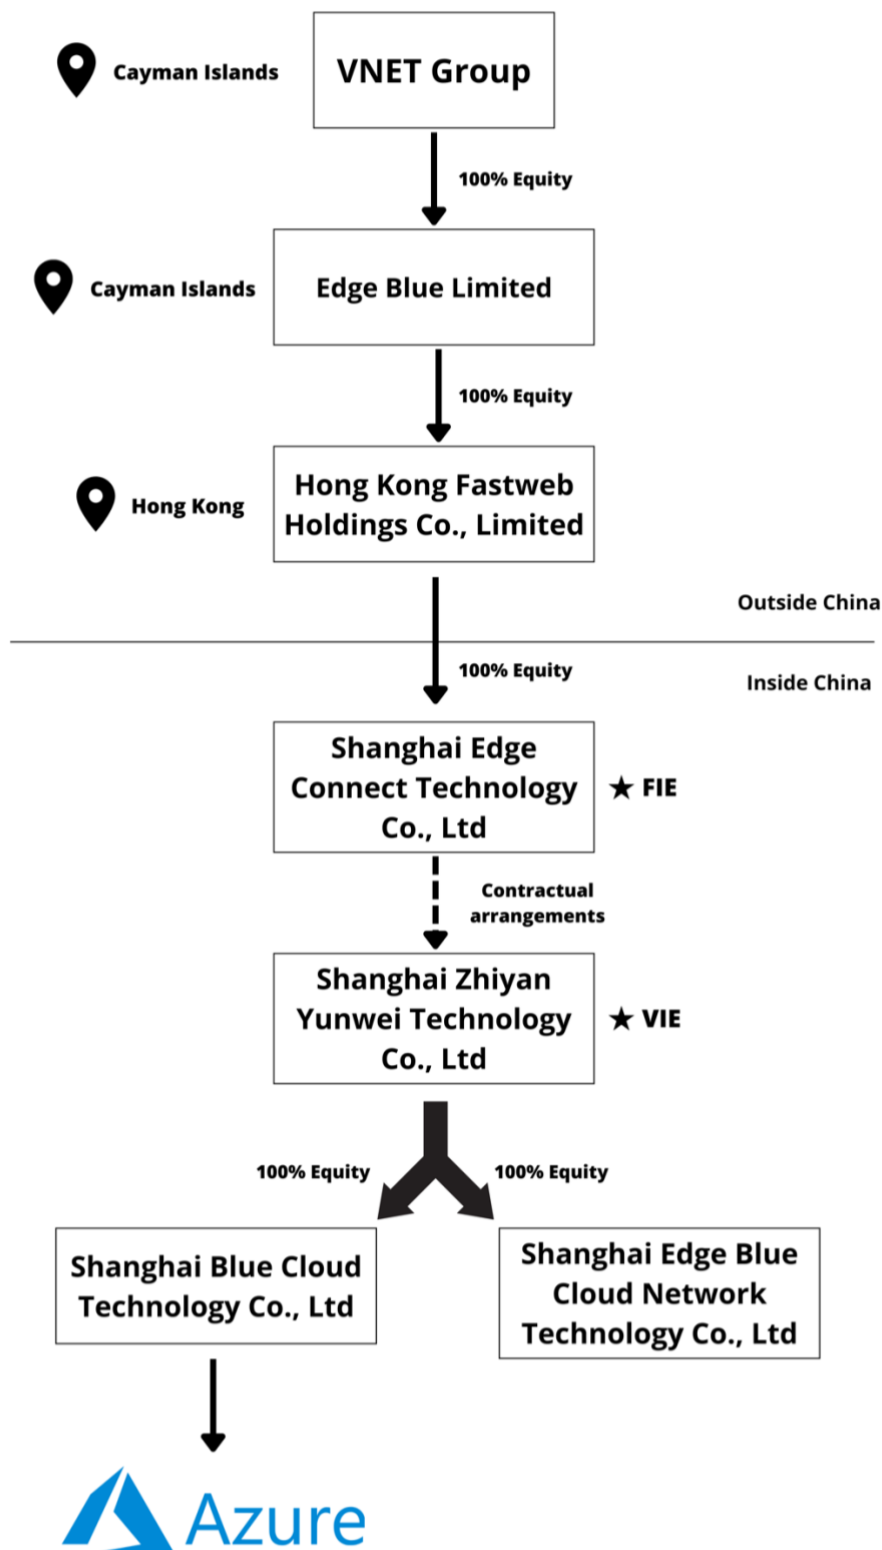 Cayman Islands
VNET Group
100% Equity
Cayman Islands
Edge Blue Limited
100% Equity
Hong Kong
Hong Kong Fastweb
Holdings Co., Limited
Outside China
100% Equity
Inside China
Shanghai Edge
Connect Technology
Co., Ltd
★ FIE
Contractual
arrangements
Shanghai Zhiyan
Yunwei Technology
Co., Ltd
★ VIE
100% Equity
100% Equity
Shanghai Blue Cloud
Technology Co., Ltd
Shanghai Edge Blue
Cloud Network
Technology Co., Ltd
Azure